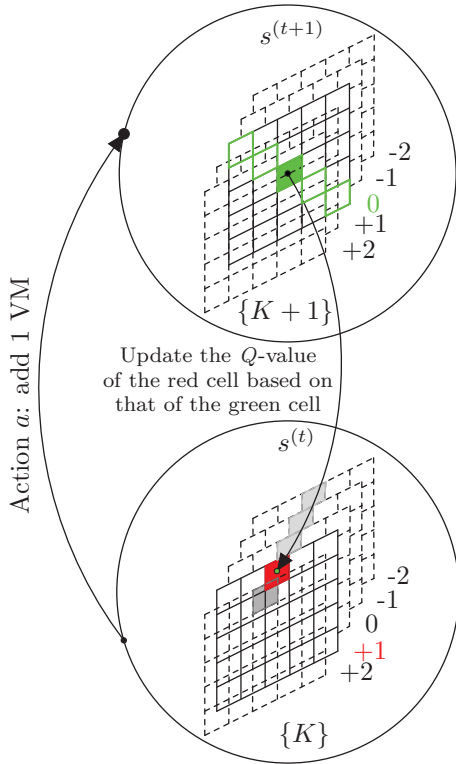 s^{(t+1)}
-2
-1
0
+1
+2
{K + 1}
Action a: add 1 VM
Update the Q-value
of the red cell based on
that of the green cell
s^{(t)}
-2
-1
0
+1
+2
{K}